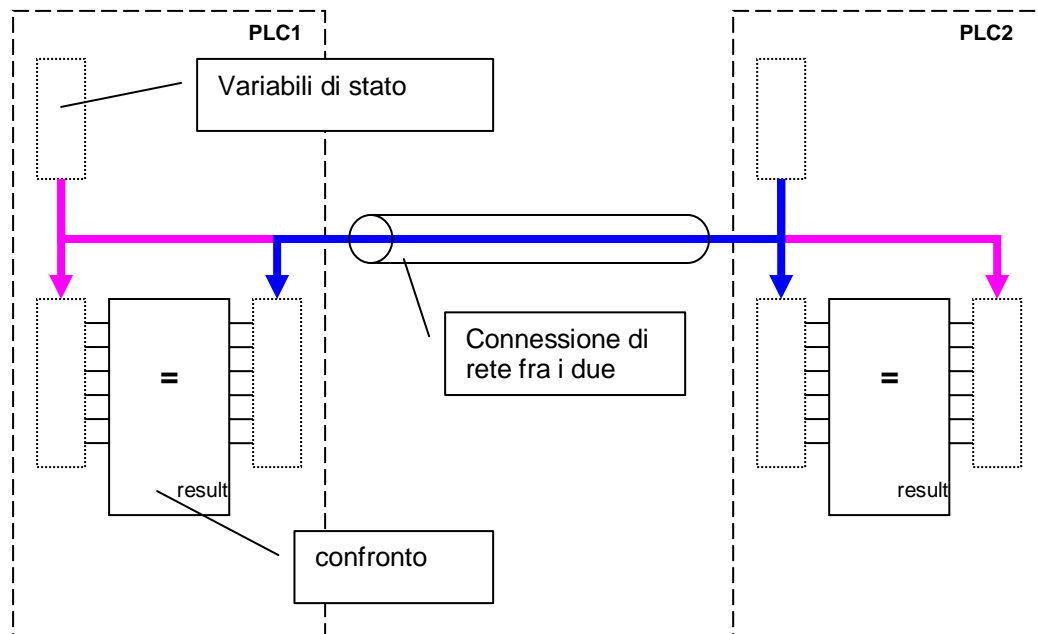 PLC1
PLC2
Variabili di stato
Connessione di
rete fra i due
=
=
result
result
confronto